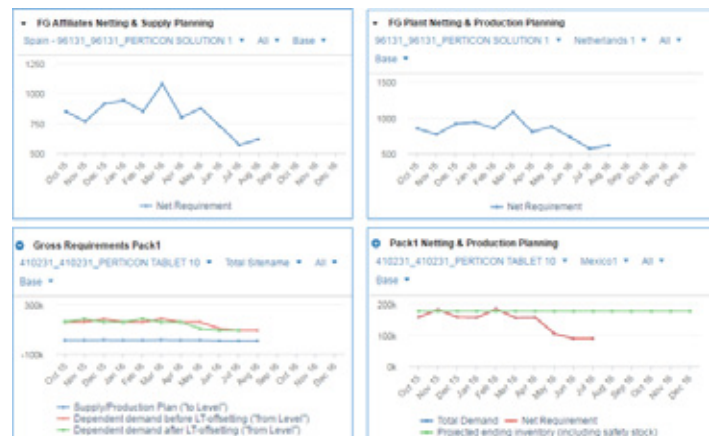 FG Affiliates Netting & Supply Planning
Spain - 96131_96131_PERTICON SOLUTION 1 All Base
1250
1000
750
500
Oct 15 Nov 15 Dec 15 Jan 16 Feb 16 Mar 16 Apr 16 May 16 Jun 16 Jul 16 Aug 16 Sep 16 Oct 16 Nov 16 Dec 16
Net Requirement
FG Plant Netting & Production Planning
96131_96131_PERTICON SOLUTION 1 Netherlands 1 All
Base
1500
1000
500
Oct 15 Nov 15 Dec 15 Jan 16 Feb 16 Mar 16 Apr 16 May 16 Jun 16 Jul 16 Aug 16 Sep 16 Oct 16 Nov 16 Dec 16
Net Requirement
Gross Requirements Pack1
410231_410231_PERTICON TABLET 10 Total Sitename All
Base
300k
-100k
Oct 15 Nov 15 Dec 15 Jan 16 Feb 16 Mar 16 Apr 16 May 16 Jun 16 Jul 16 Aug 16 Sep 16 Oct 16 Nov 16 Dec 16
Supply/Production Plan ("to Level")
Dependent demand before LT-offsetting ("from Level")
Dependent demand after LT-offsetting ("from Level")
Pack1 Netting & Production Planning
410231_410231_PERTICON TABLET 10 Mexico1 All
Base
200k
100k
0k
Oct 15 Nov 15 Dec 15 Jan 16 Feb 16 Mar 16 Apr 16 May 16 Jun 16 Jul 16 Aug 16 Sep 16 Oct 16 Nov 16 Dec 16
Total Demand Net Requirement
Projected ending inventory (including safety stock)